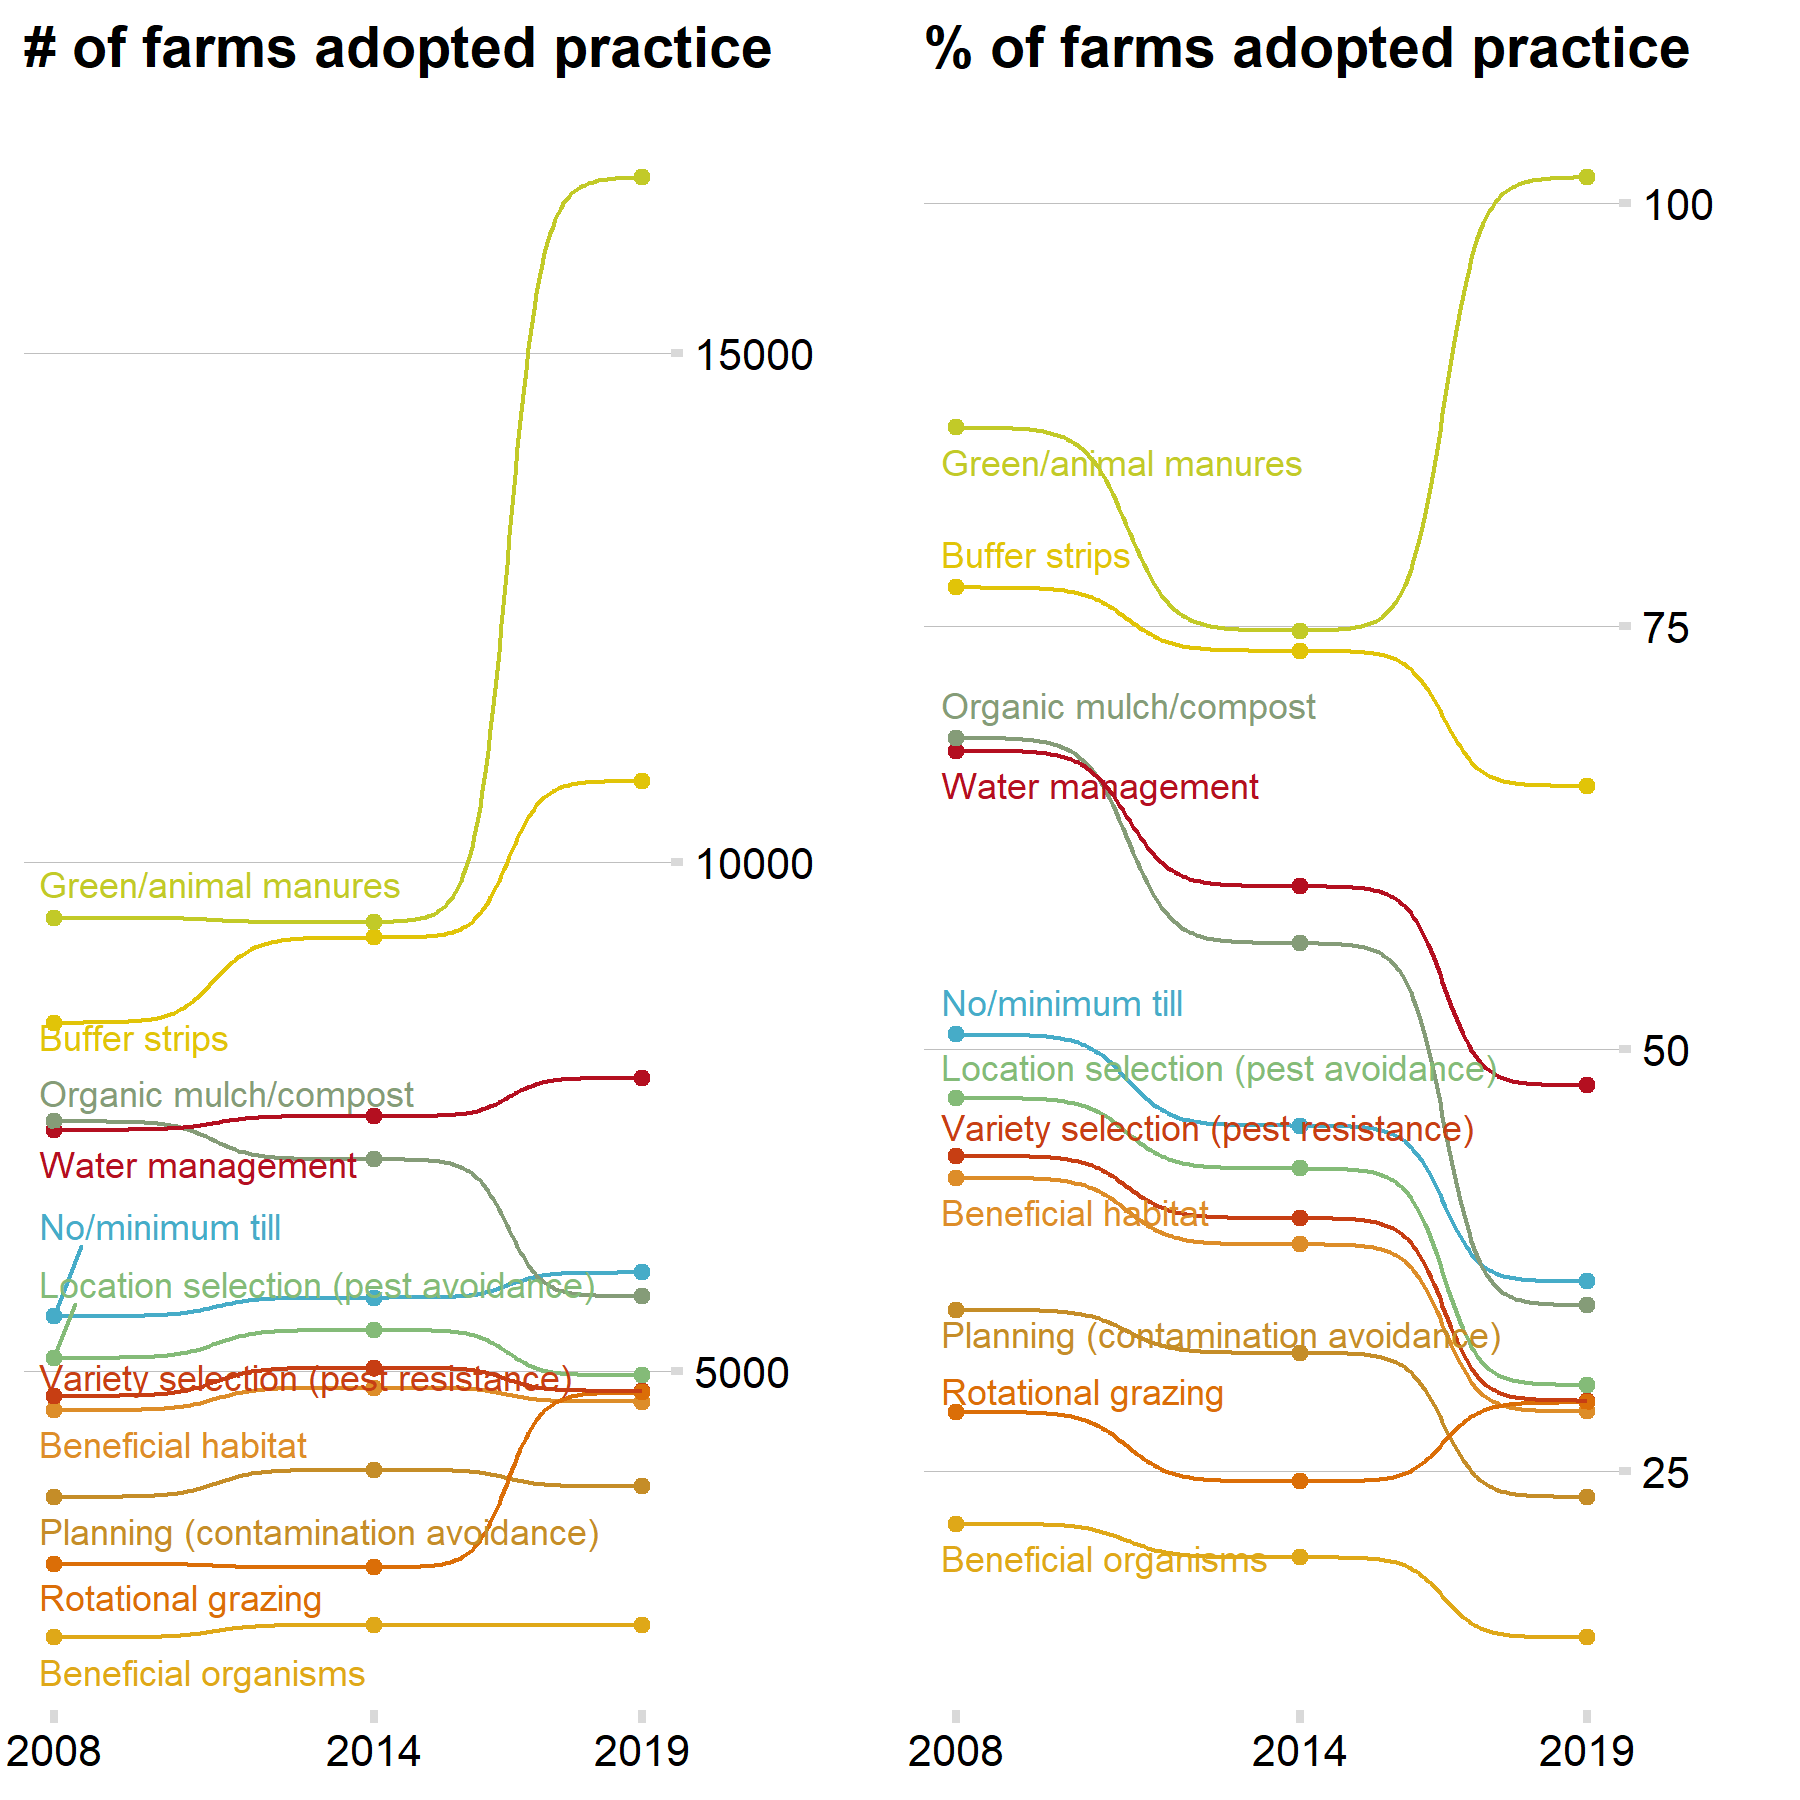 # of farms adopted practice
15000
10000
Green/animal manures
Buffer strips
Organic mulch/compost
Water management
No/minimum till
Location selection (pest avoidance)
5000
Variety selection (pest resistance)
Beneficial habitat
Planning (contamination avoidance)
Rotational grazing
Beneficial organisms
2008 2014 2019
% of farms adopted practice
100
Green/animal manures
Buffer strips
75
Organic mulch/compost
Water management
No/minimum till
50
Location selection (pest avoidance)
Variety selection (pest resistance)
Beneficial habitat
Planning (contamination avoidance)
Rotational grazing
25
Beneficial organisms
2008 2014 2019